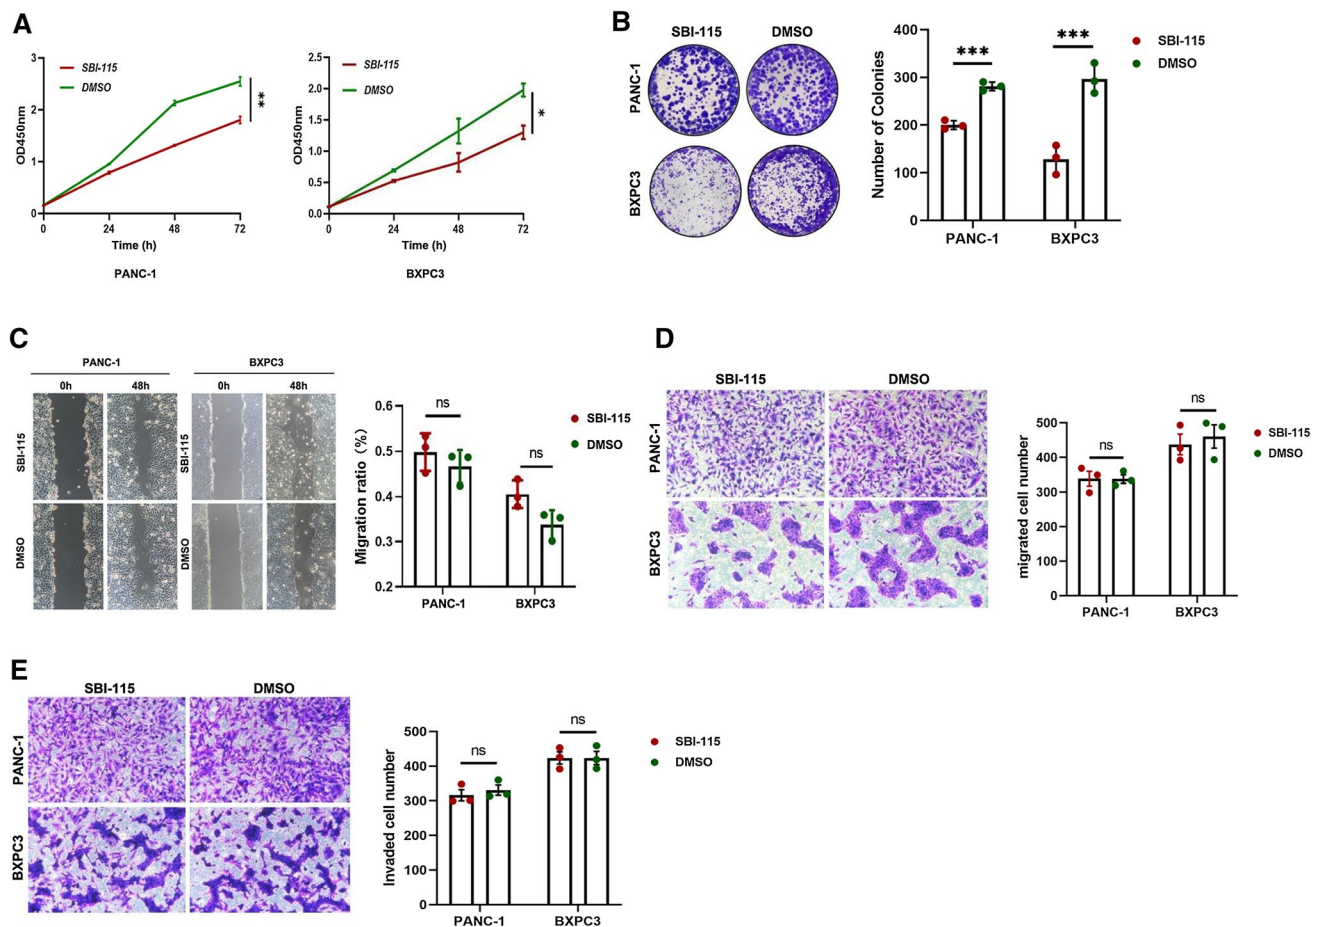 A
3
2
1
0
OD450nm
SBI-115
DMSO
**
0 24 48 72
Time (h)
PANC-1
2.5
2.0
1.5
1.0
0.5
0.0
OD450nm
SBI-115
DMSO
*
0 24 48 72
Time (h)
BXPC3
B
SBI-115 DMSO
PANC-1
BXPC3
400
300
200
100
0
Number of Colonies
*** ***
SBI-115
DMSO
PANC-1 BXPC3
C
PANC-1 BXPC3
0h 48h 0h 48h
SBI-115 SBI-115
DMSO DMSO
0.6
0.5
0.4
0.3
0.2
Migration ratio (%)
ns ns
SBI-115
DMSO
PANC-1 BXPC3
D
SBI-115 DMSO
PANC-1
BXPC3
500
400
300
200
100
0
migrated cell number
ns ns
SBI-115
DMSO
PANC-1 BXPC3
E
SBI-115 DMSO
PANC-1
BXPC3
500
400
300
200
100
0
Invaded cell number
ns ns
SBI-115
DMSO
PANC-1 BXPC3